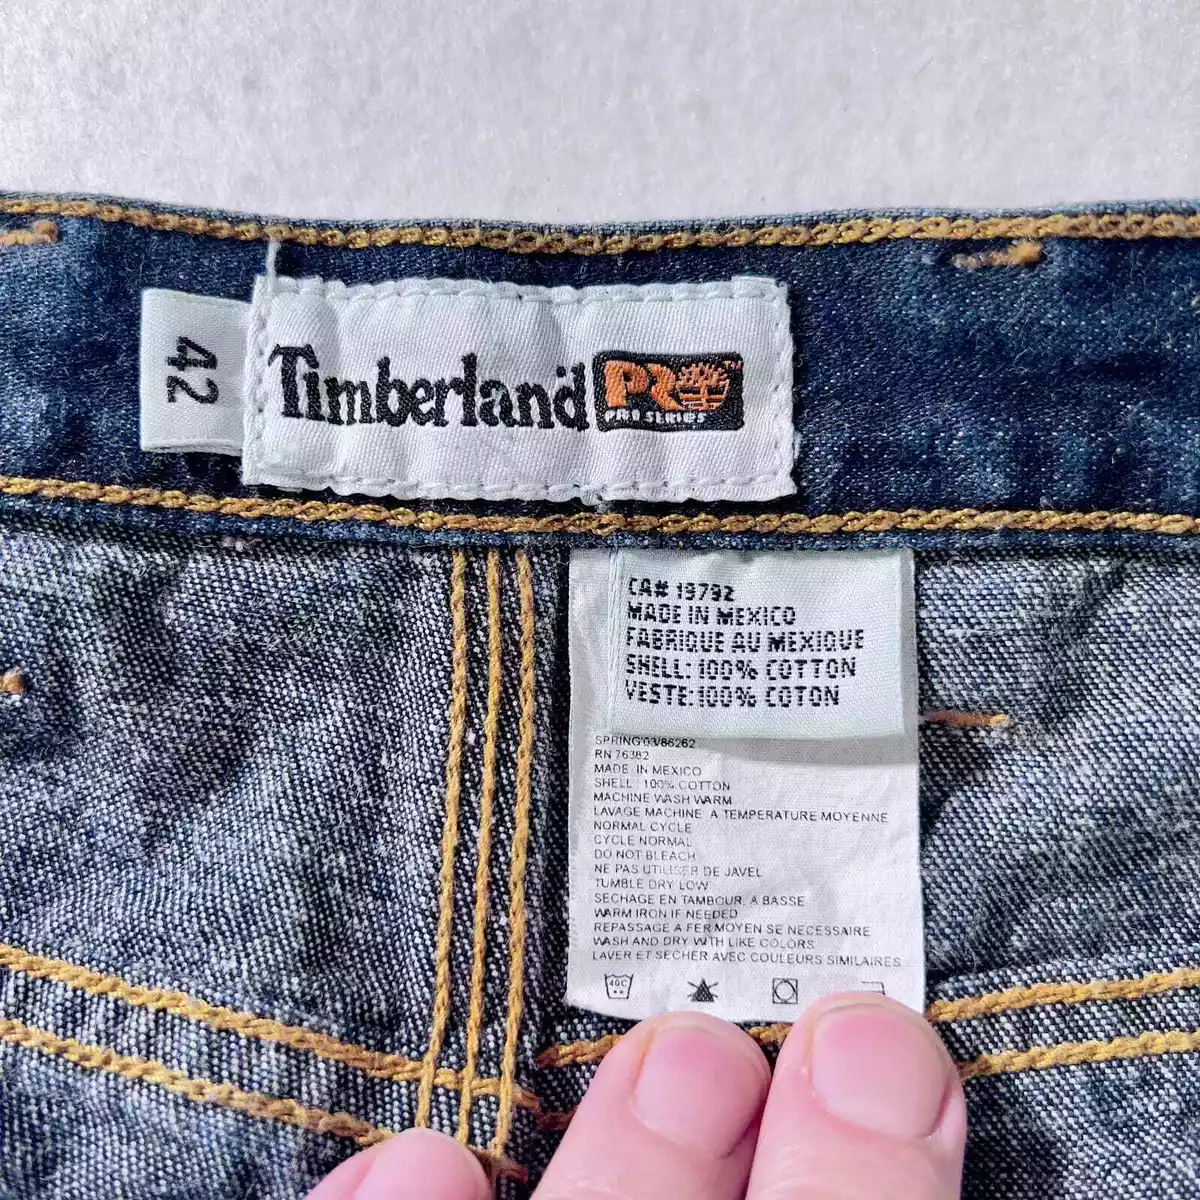 42
Timberland PRO™
PRO SERIES
CA# 19792
MADE IN MEXICO
FABRIQUE AU MEXIQUE
SHELL: 100% COTTON
VESTE: 100% COTON
SPRING'03/86262
RN 76382
MADE IN MEXICO
SHELL : 100% COTTON
MACHINE WASH WARM
LAVAGE MACHINE A TEMPERATURE MOYENNE
NORMAL CYCLE
CYCLE NORMAL
DO NOT BLEACH
NE PAS UTILISER DE JAVEL
TUMBLE DRY LOW
SECHAGE EN TAMBOUR, A BASSE
WARM IRON IF NEEDED
REPASSAGE A FER MOYEN SE NECESSAIRE
WASH AND DRY WITH LIKE COLORS
LAVER ET SECHER AVEC COULEURS SIMILAIRES
40C